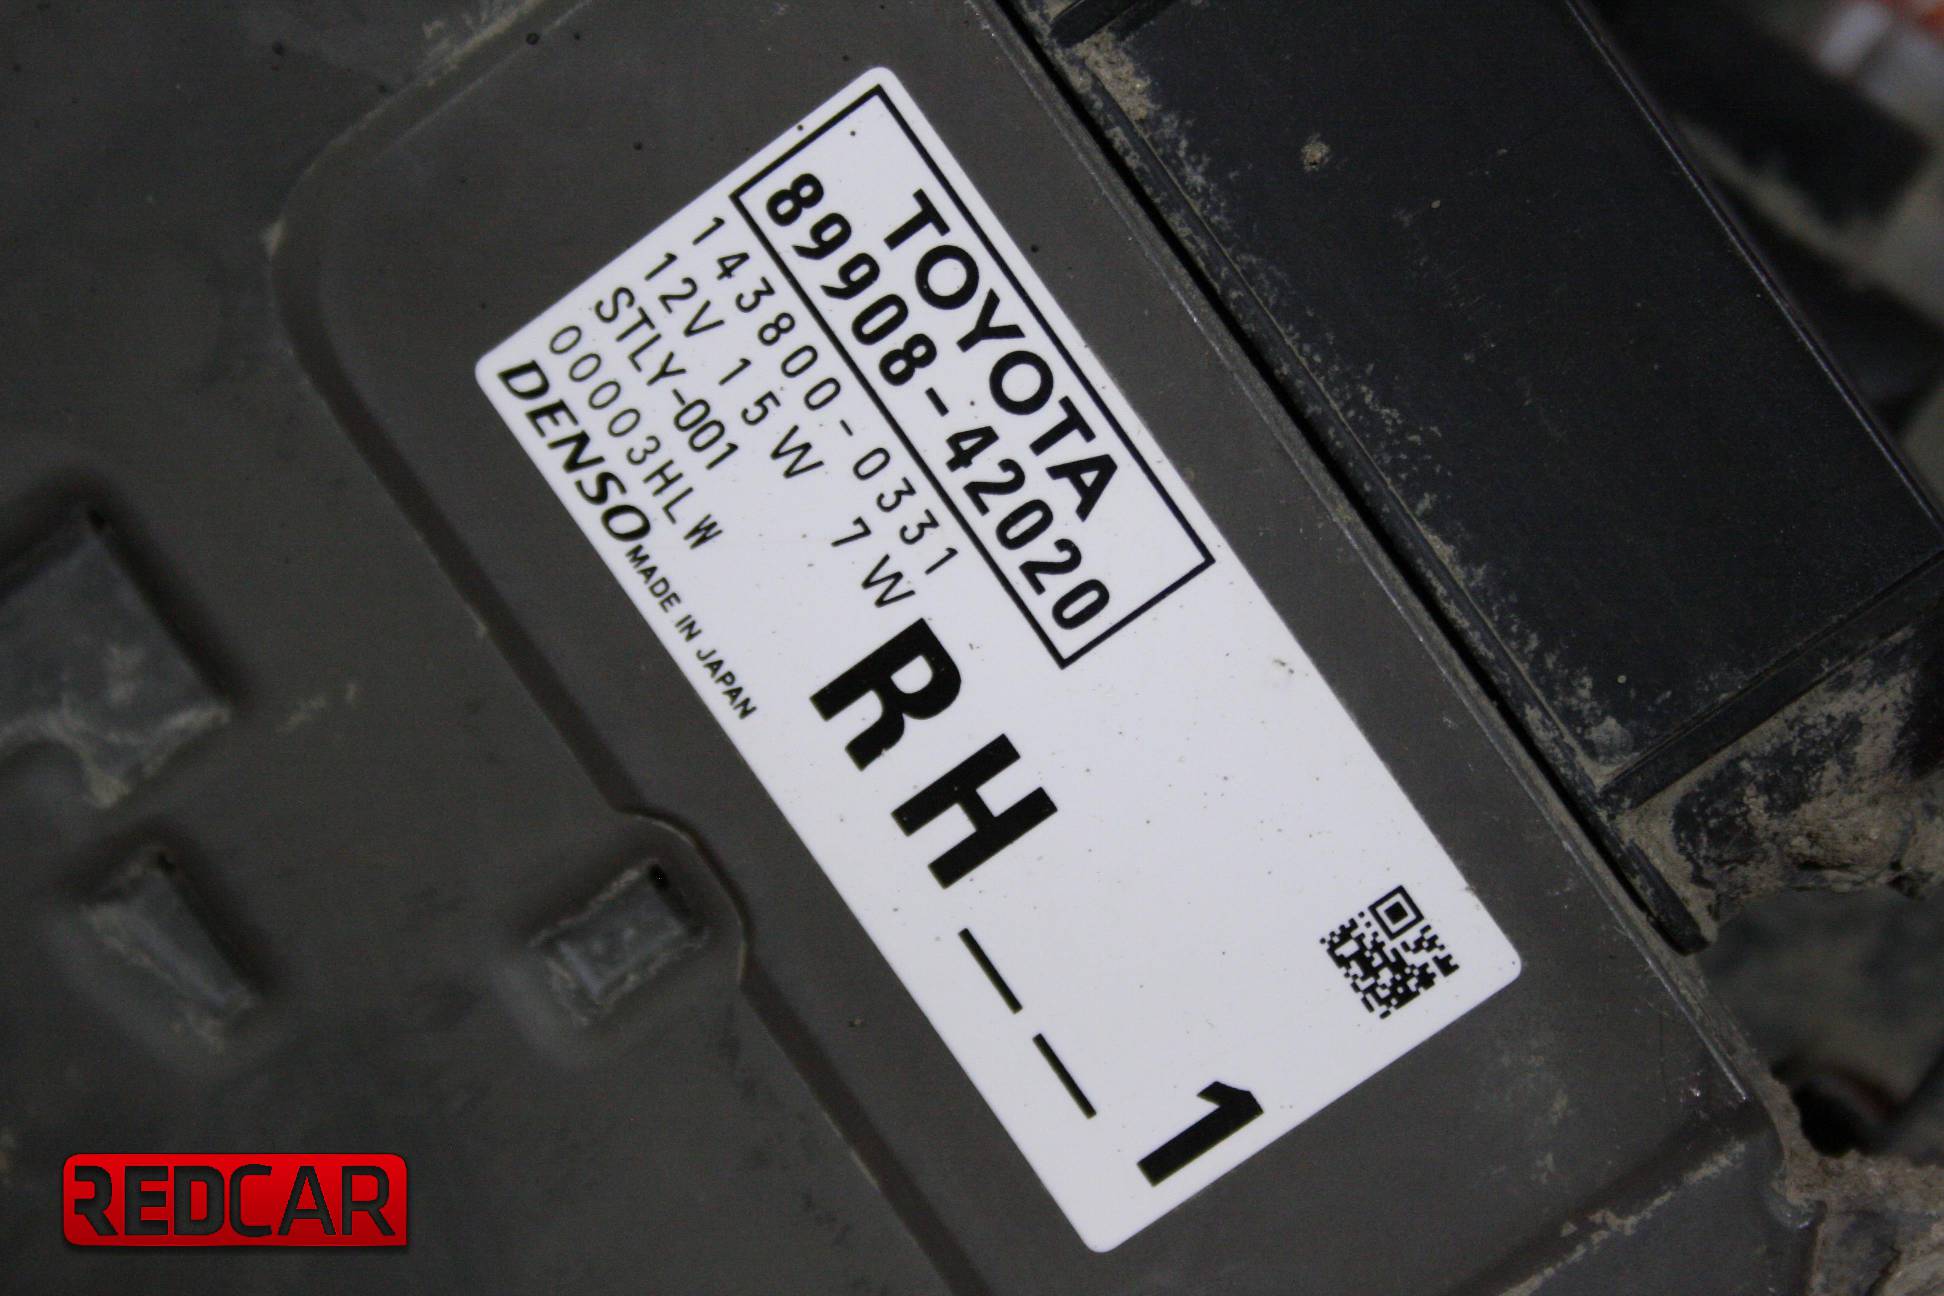 TOYOTA
89908-42020
143800-0331
12V 15W 7W
STLY-001
00003HLW
DENSO MADE IN JAPAN
RH--1
REDCAR